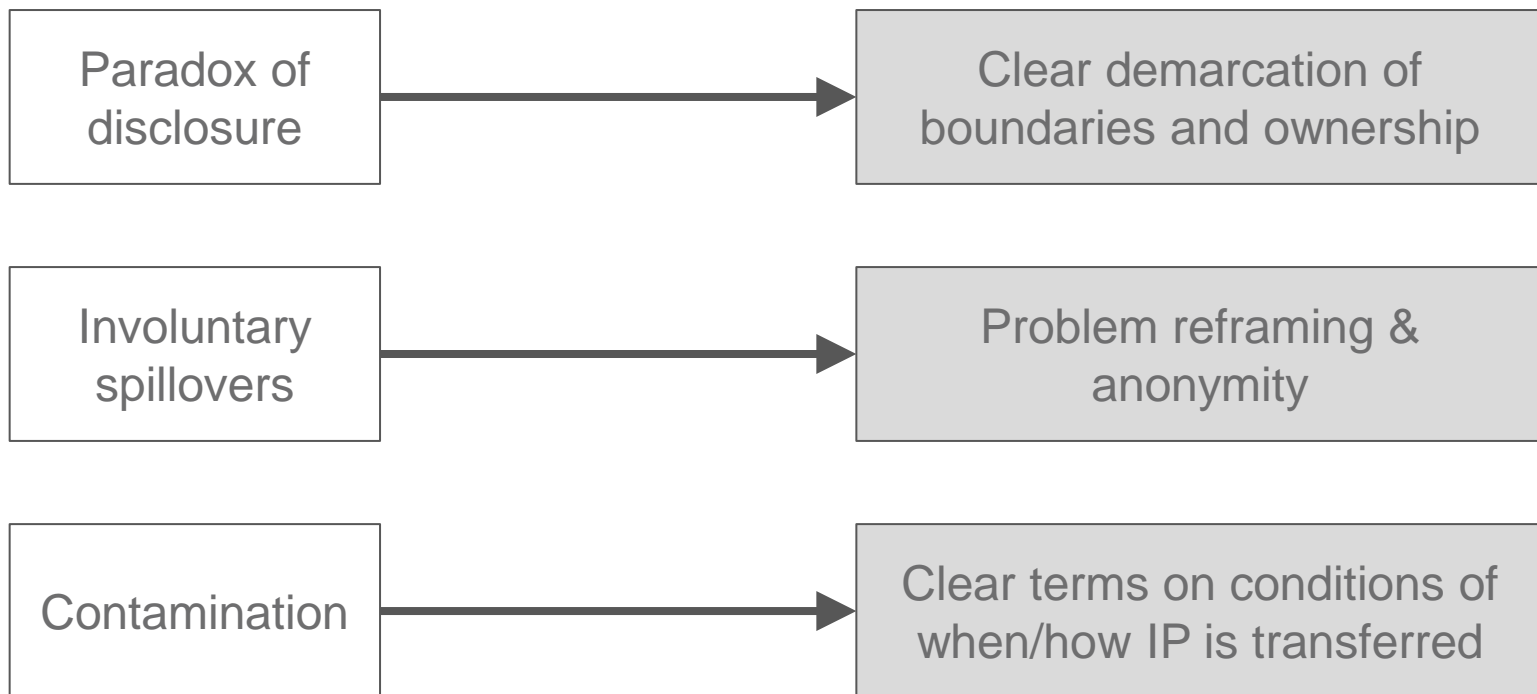 Paradox of
disclosure
Clear demarcation of
boundaries and ownership
Involuntary
spillovers
Problem reframing &
anonymity
Contamination
Clear terms on conditions of
when/how IP is transferred